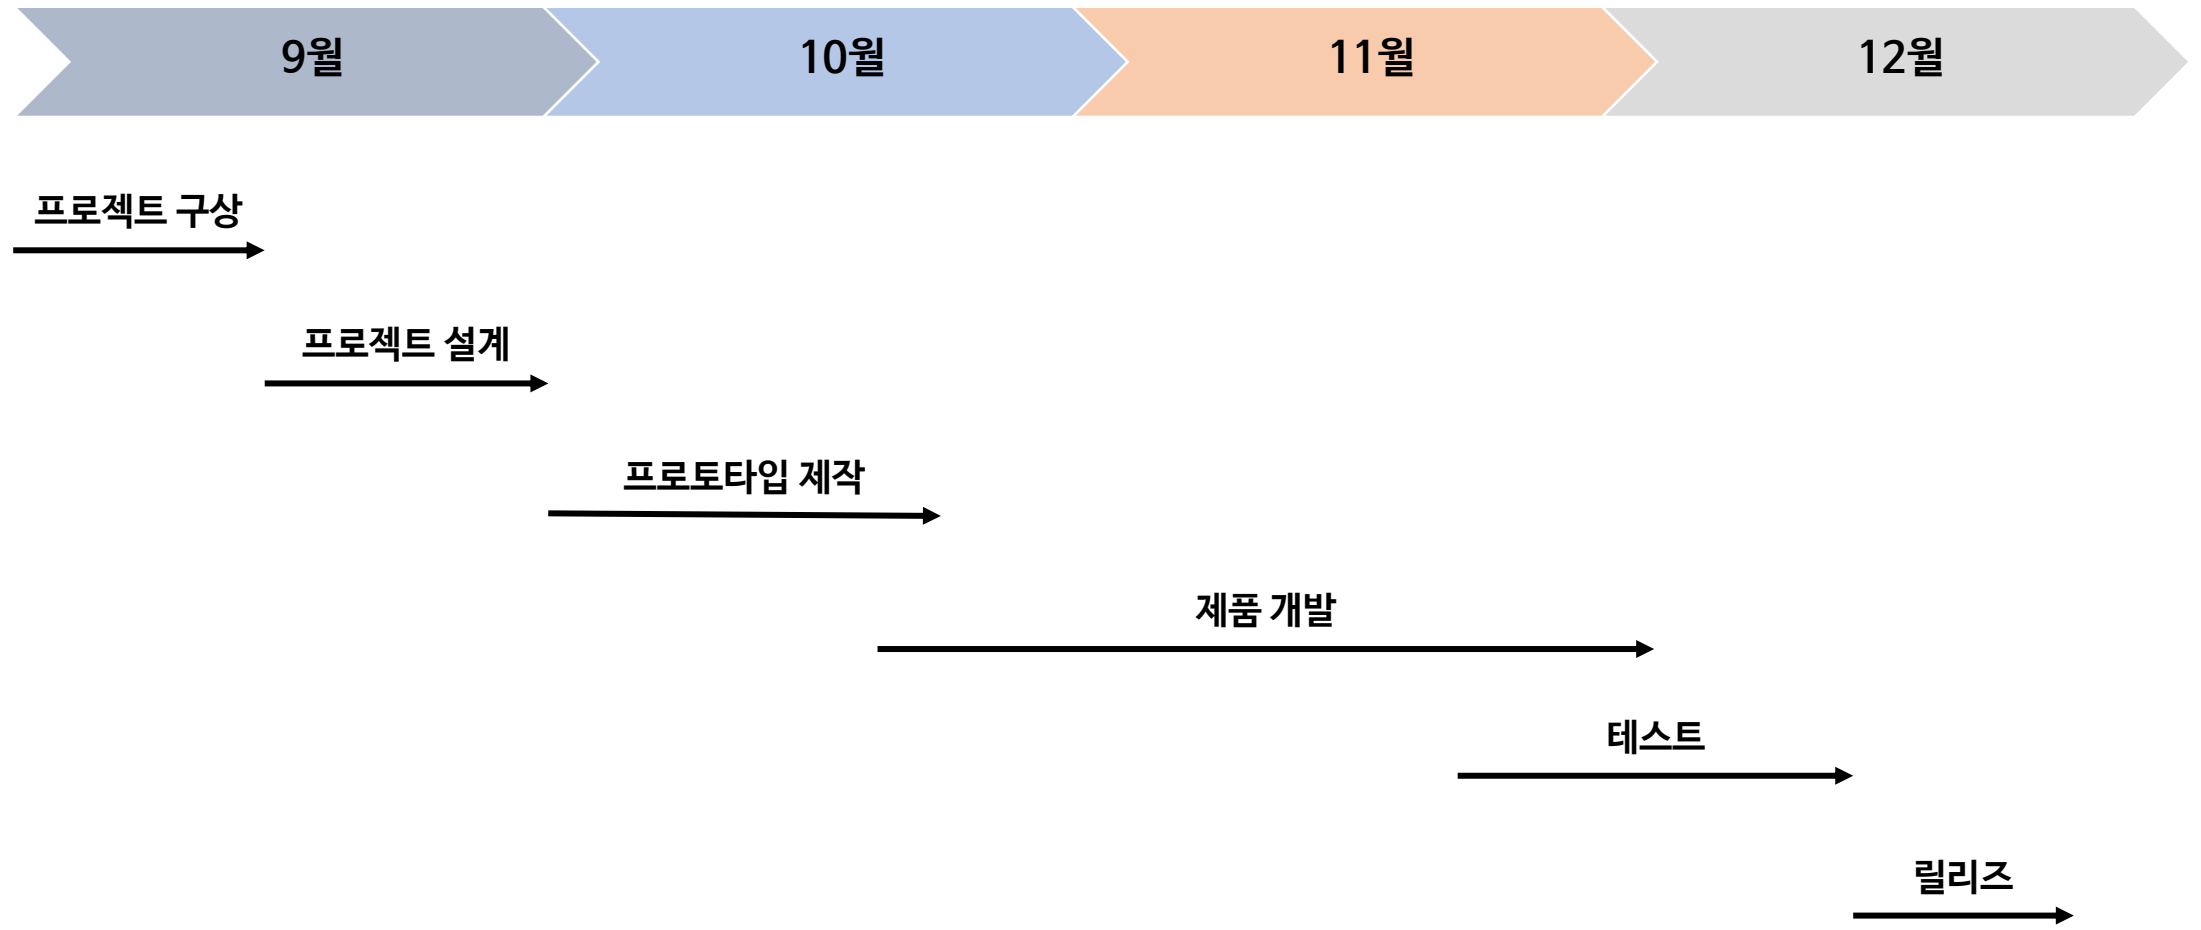 9월 10월 11월 12월
프로젝트 구상
프로젝트 설계
프로토타입 제작
제품 개발
테스트
릴리즈